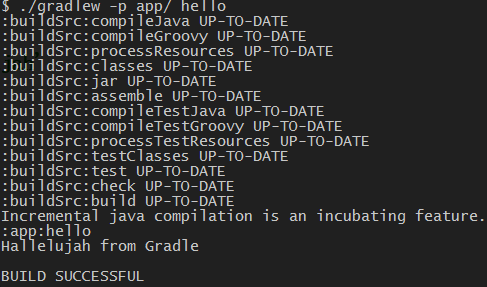 $ ./gradlew -p app/ hello
:buildSrc:compileJava UP-TO-DATE
:buildSrc:compileGroovy UP-TO-DATE
:buildSrc:processResources UP-TO-DATE
:buildSrc:classes UP-TO-DATE
:buildSrc:jar UP-TO-DATE
:buildSrc:assemble UP-TO-DATE
:buildSrc:compileTestJava UP-TO-DATE
:buildSrc:compileTestGroovy UP-TO-DATE
:buildSrc:processTestResources UP-TO-DATE
:buildSrc:testClasses UP-TO-DATE
:buildSrc:test UP-TO-DATE
:buildSrc:check UP-TO-DATE
:buildSrc:build UP-TO-DATE
Incremental java compilation is an incubating feature.
:app:hello
Hallelujah from Gradle
BUILD SUCCESSFUL